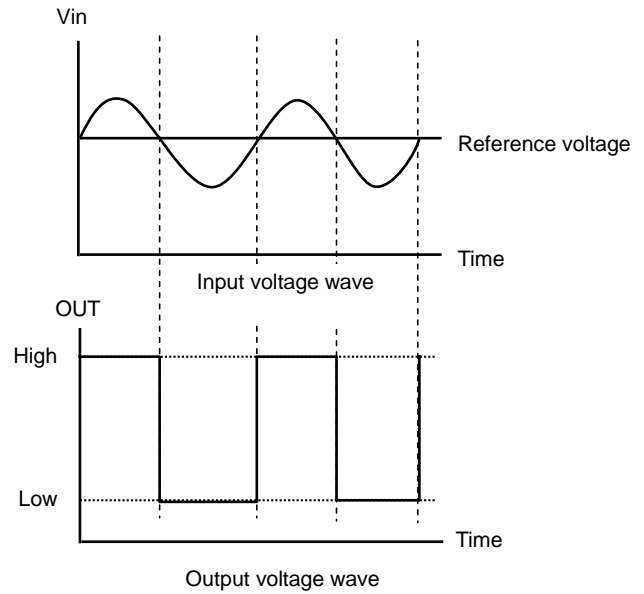 Vin
Reference voltage
Time
Input voltage wave
OUT
High
Low
Time
Output voltage wave